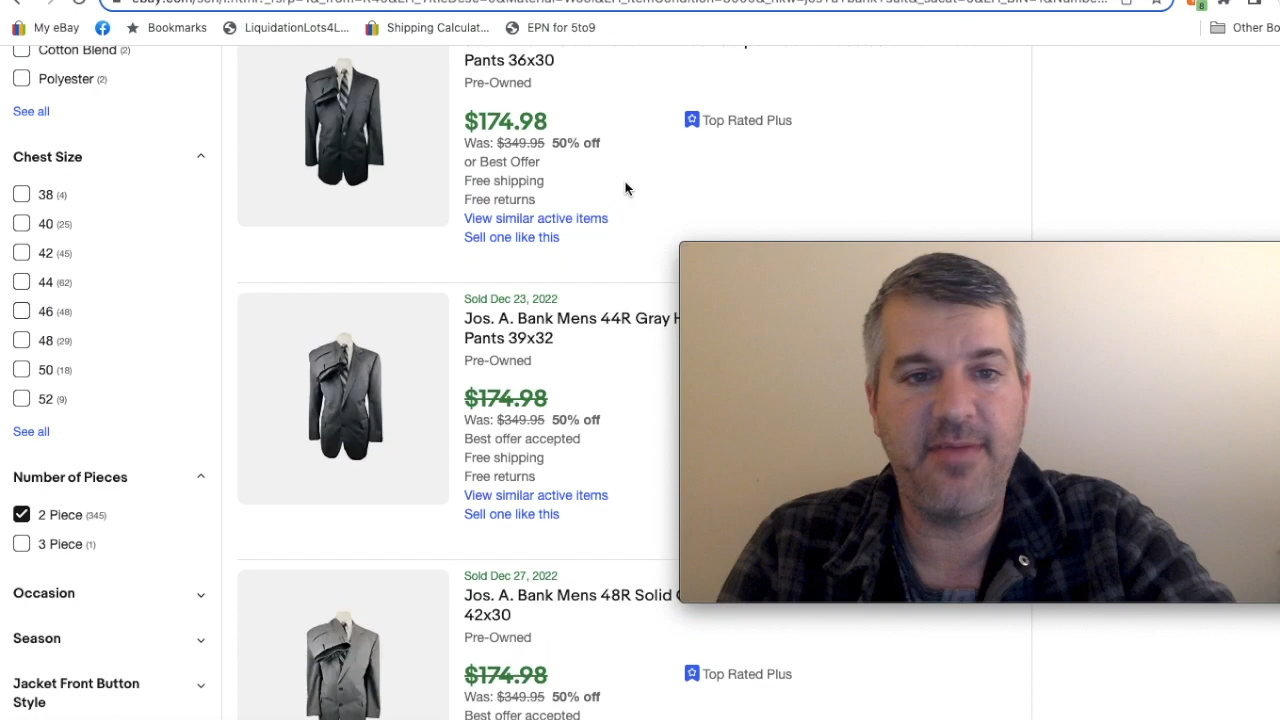 My eBay
Bookmarks
LiquidationLots4L...
Shipping Calculat...
EPN for 5to9
Other Bo
Cotton Blend (2)
Polyester (2)
See all
Chest Size
38 (4)
40 (25)
42 (45)
44 (62)
46 (48)
48 (29)
50 (18)
52 (9)
See all
Number of Pieces
2 Piece (345)
3 Piece (1)
Occasion
Season
Jacket Front Button
Style
Pants 36x30
Pre-Owned
$174.98
Top Rated Plus
Was: $349.95 50% off
or Best Offer
Free shipping
Free returns
View similar active items
Sell one like this
Sold Dec 23, 2022
Jos. A. Bank Mens 44R Gray H
Pants 39x32
Pre-Owned
$174.98
Was: $349.95 50% off
Best offer accepted
Free shipping
Free returns
View similar active items
Sell one like this
Sold Dec 27, 2022
Jos. A. Bank Mens 48R Solid
42x30
Pre-Owned
$174.98
Top Rated Plus
Was: $349.95 50% off
Best offer accepted